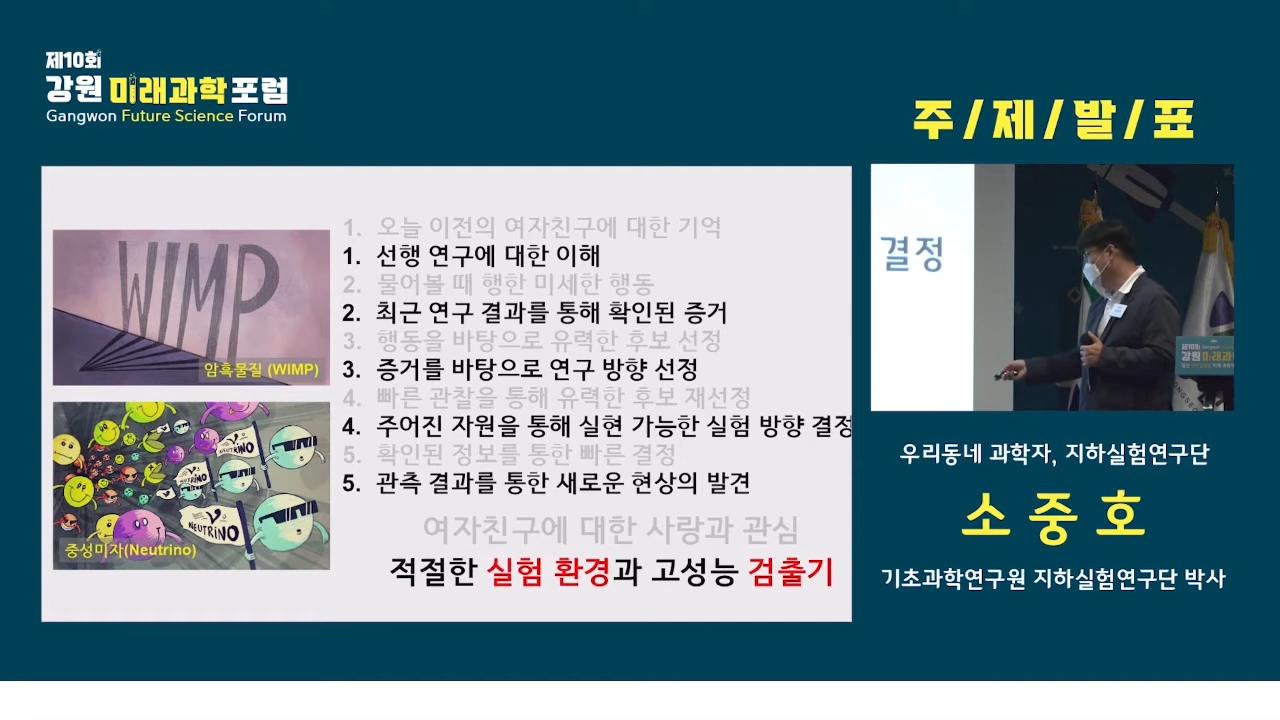 제10회
강원 미래과학 포럼
Gangwon Future Science Forum
주/제/발/표
WIMP
암흑물질 (WIMP)
NEUTRINO
NEUTRINO
NEUTRINO
NEUTRINO
중성미자(Neutrino)
1. 오늘 이전의 여자친구에 대한 기억
1. 선행 연구에 대한 이해
2. 물어볼 때 행한 미세한 행동
2. 최근 연구 결과를 통해 확인된 증거
3. 행동을 바탕으로 유력한 후보 선정
3. 증거를 바탕으로 연구 방향 선정
4. 빠른 관찰을 통해 유력한 후보 재선정
4. 주어진 자원을 통해 실현 가능한 실험 방향 결정
5. 확인된 정보를 통한 빠른 결정
5. 관측 결과를 통한 새로운 현상의 발견
여자친구에 대한 사랑과 관심
적절한 실험 환경과 고성능 검출기
결정
제10회
강원미래과
우리동네 과학자, 지하실험연구단
소 중 호
기초과학연구원 지하실험연구단 박사